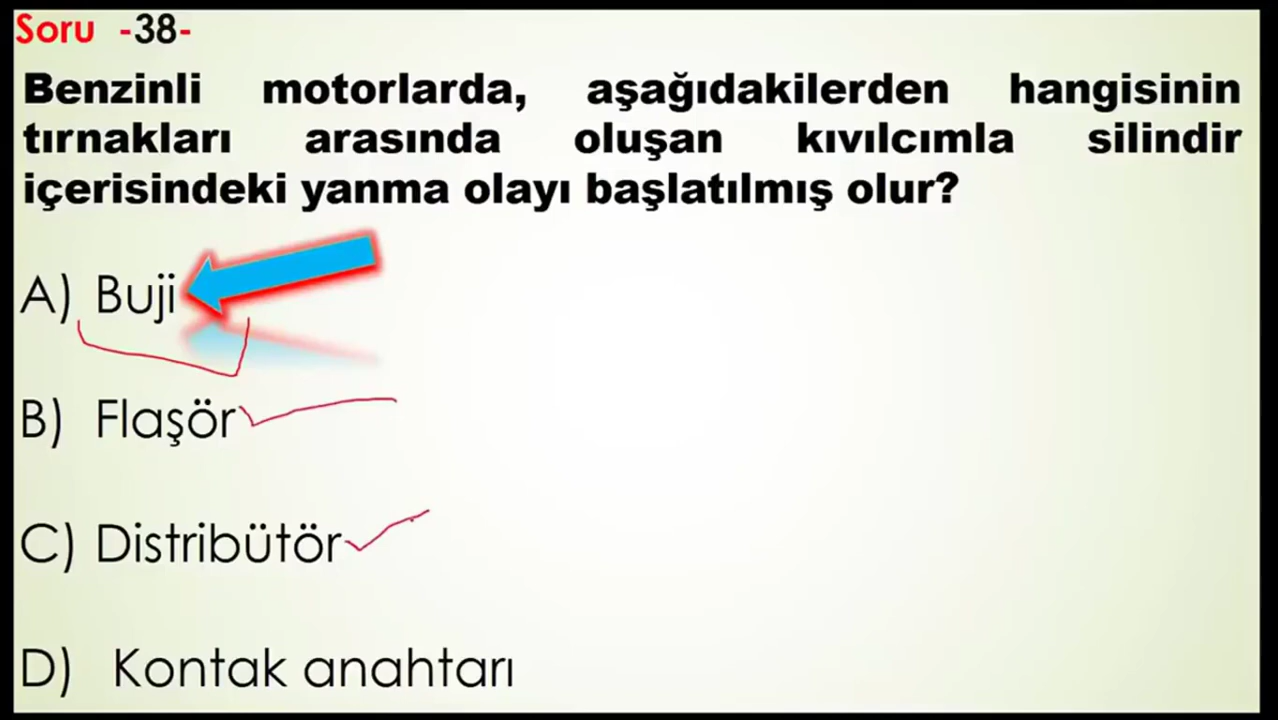 Soru -38-
Benzinli motorlarda, aşağıdakilerden hangisinin
tırnakları arasında oluşan kıvılcımla silindir
içerisindeki yanma olayı başlatılmış olur?
A) Buji
B) Flaşör
C) Distribütör
D) Kontak anahtarı